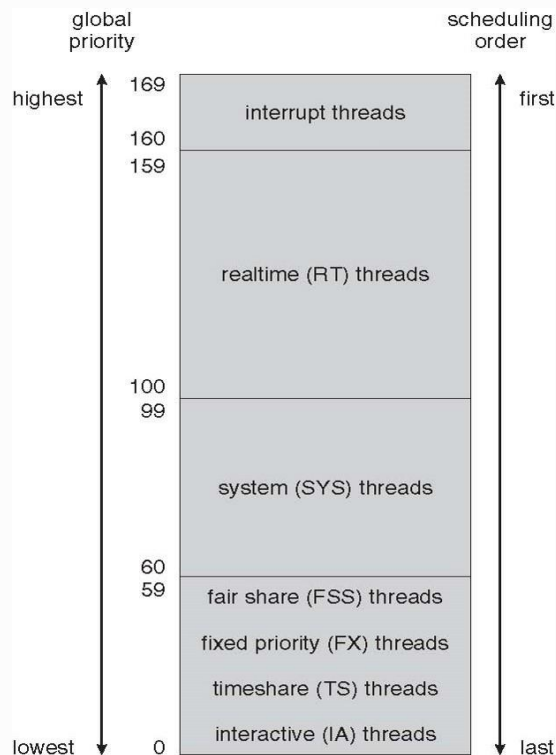 global
priority
scheduling
order
highest
169
interrupt threads
first
160
159
realtime (RT) threads
100
99
system (SYS) threads
60
59
fair share (FSS) threads
fixed priority (FX) threads
timeshare (TS) threads
lowest
0
interactive (IA) threads
last